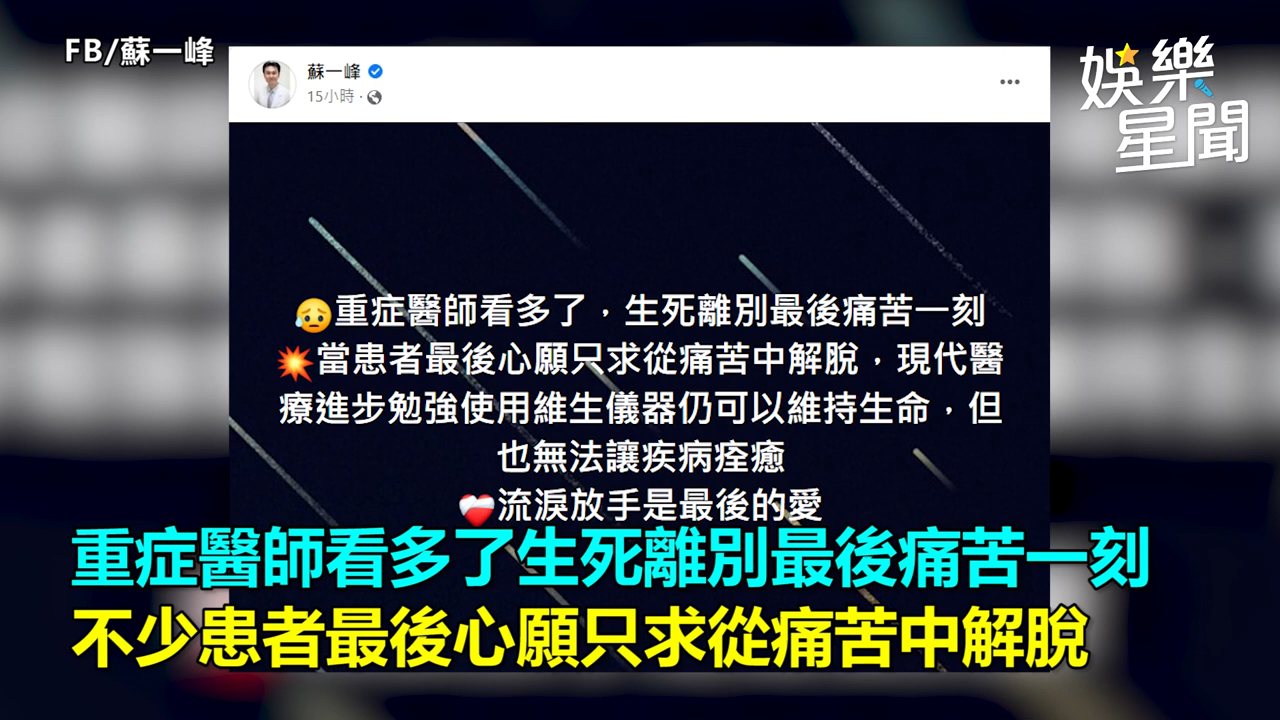 FB/蘇一峰
蘇一峰
15小時 ·
娛樂
星聞
😥重症醫師看多了，生死離別最後痛苦一刻
💥當患者最後心願只求從痛苦中解脫，現代醫
療進步勉強使用維生儀器仍可以維持生命，但
也無法讓疾病痊癒
❤️‍🩹流淚放手是最後的愛
重症醫師看多了生死離別最後痛苦一刻
不少患者最後心願只求從痛苦中解脫